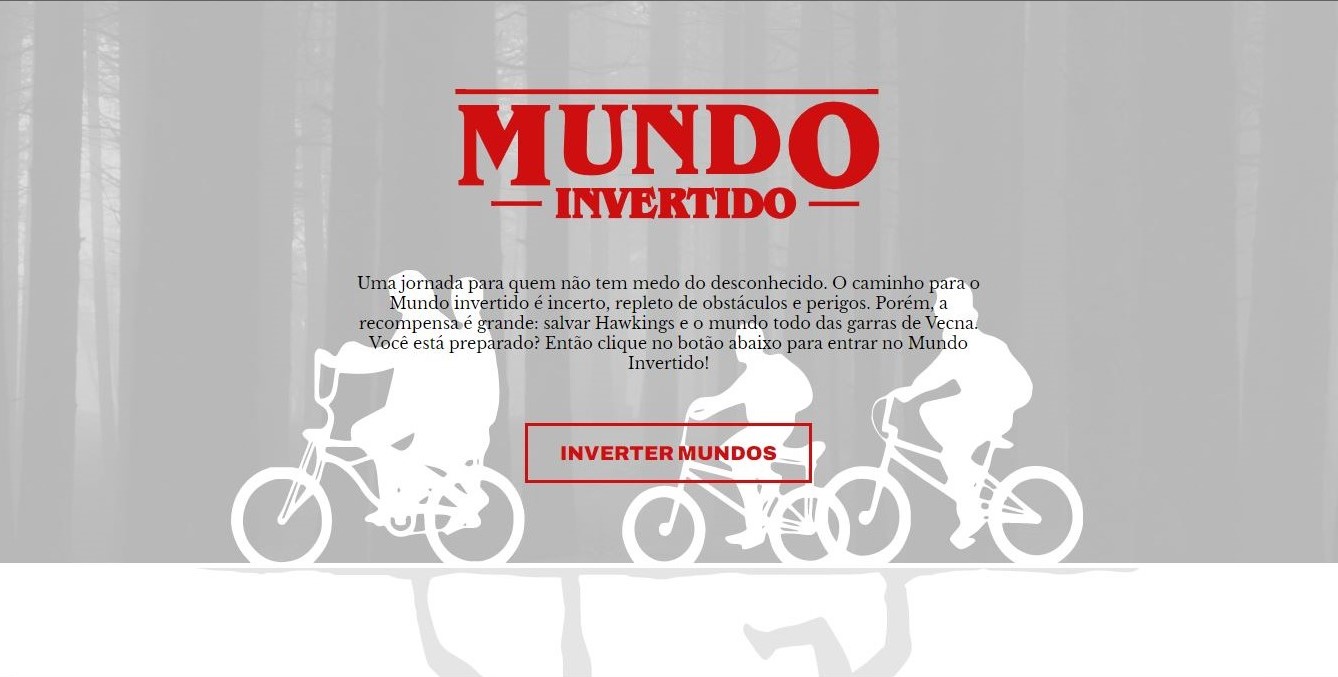 MUNDO
INVERTIDO
Uma jornada para quem não tem medo do desconhecido. O caminho para o
Mundo invertido é incerto, repleto de obstáculos e perigos. Porém, a
recompensa é grande: salvar Hawkings e o mundo todo das garras de Vecna.
Você está preparado? Então clique no botão abaixo para entrar no Mundo
Invertido!
INVERTER MUNDOS